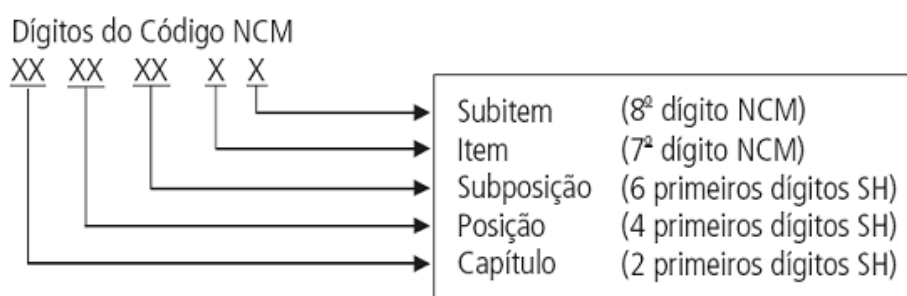 Dígitos do Código NCM
XX XX XX X X
Subitem (8º dígito NCM)
Item (7º dígito NCM)
Subposição (6 primeiros dígitos SH)
Posição (4 primeiros dígitos SH)
Capítulo (2 primeiros dígitos SH)